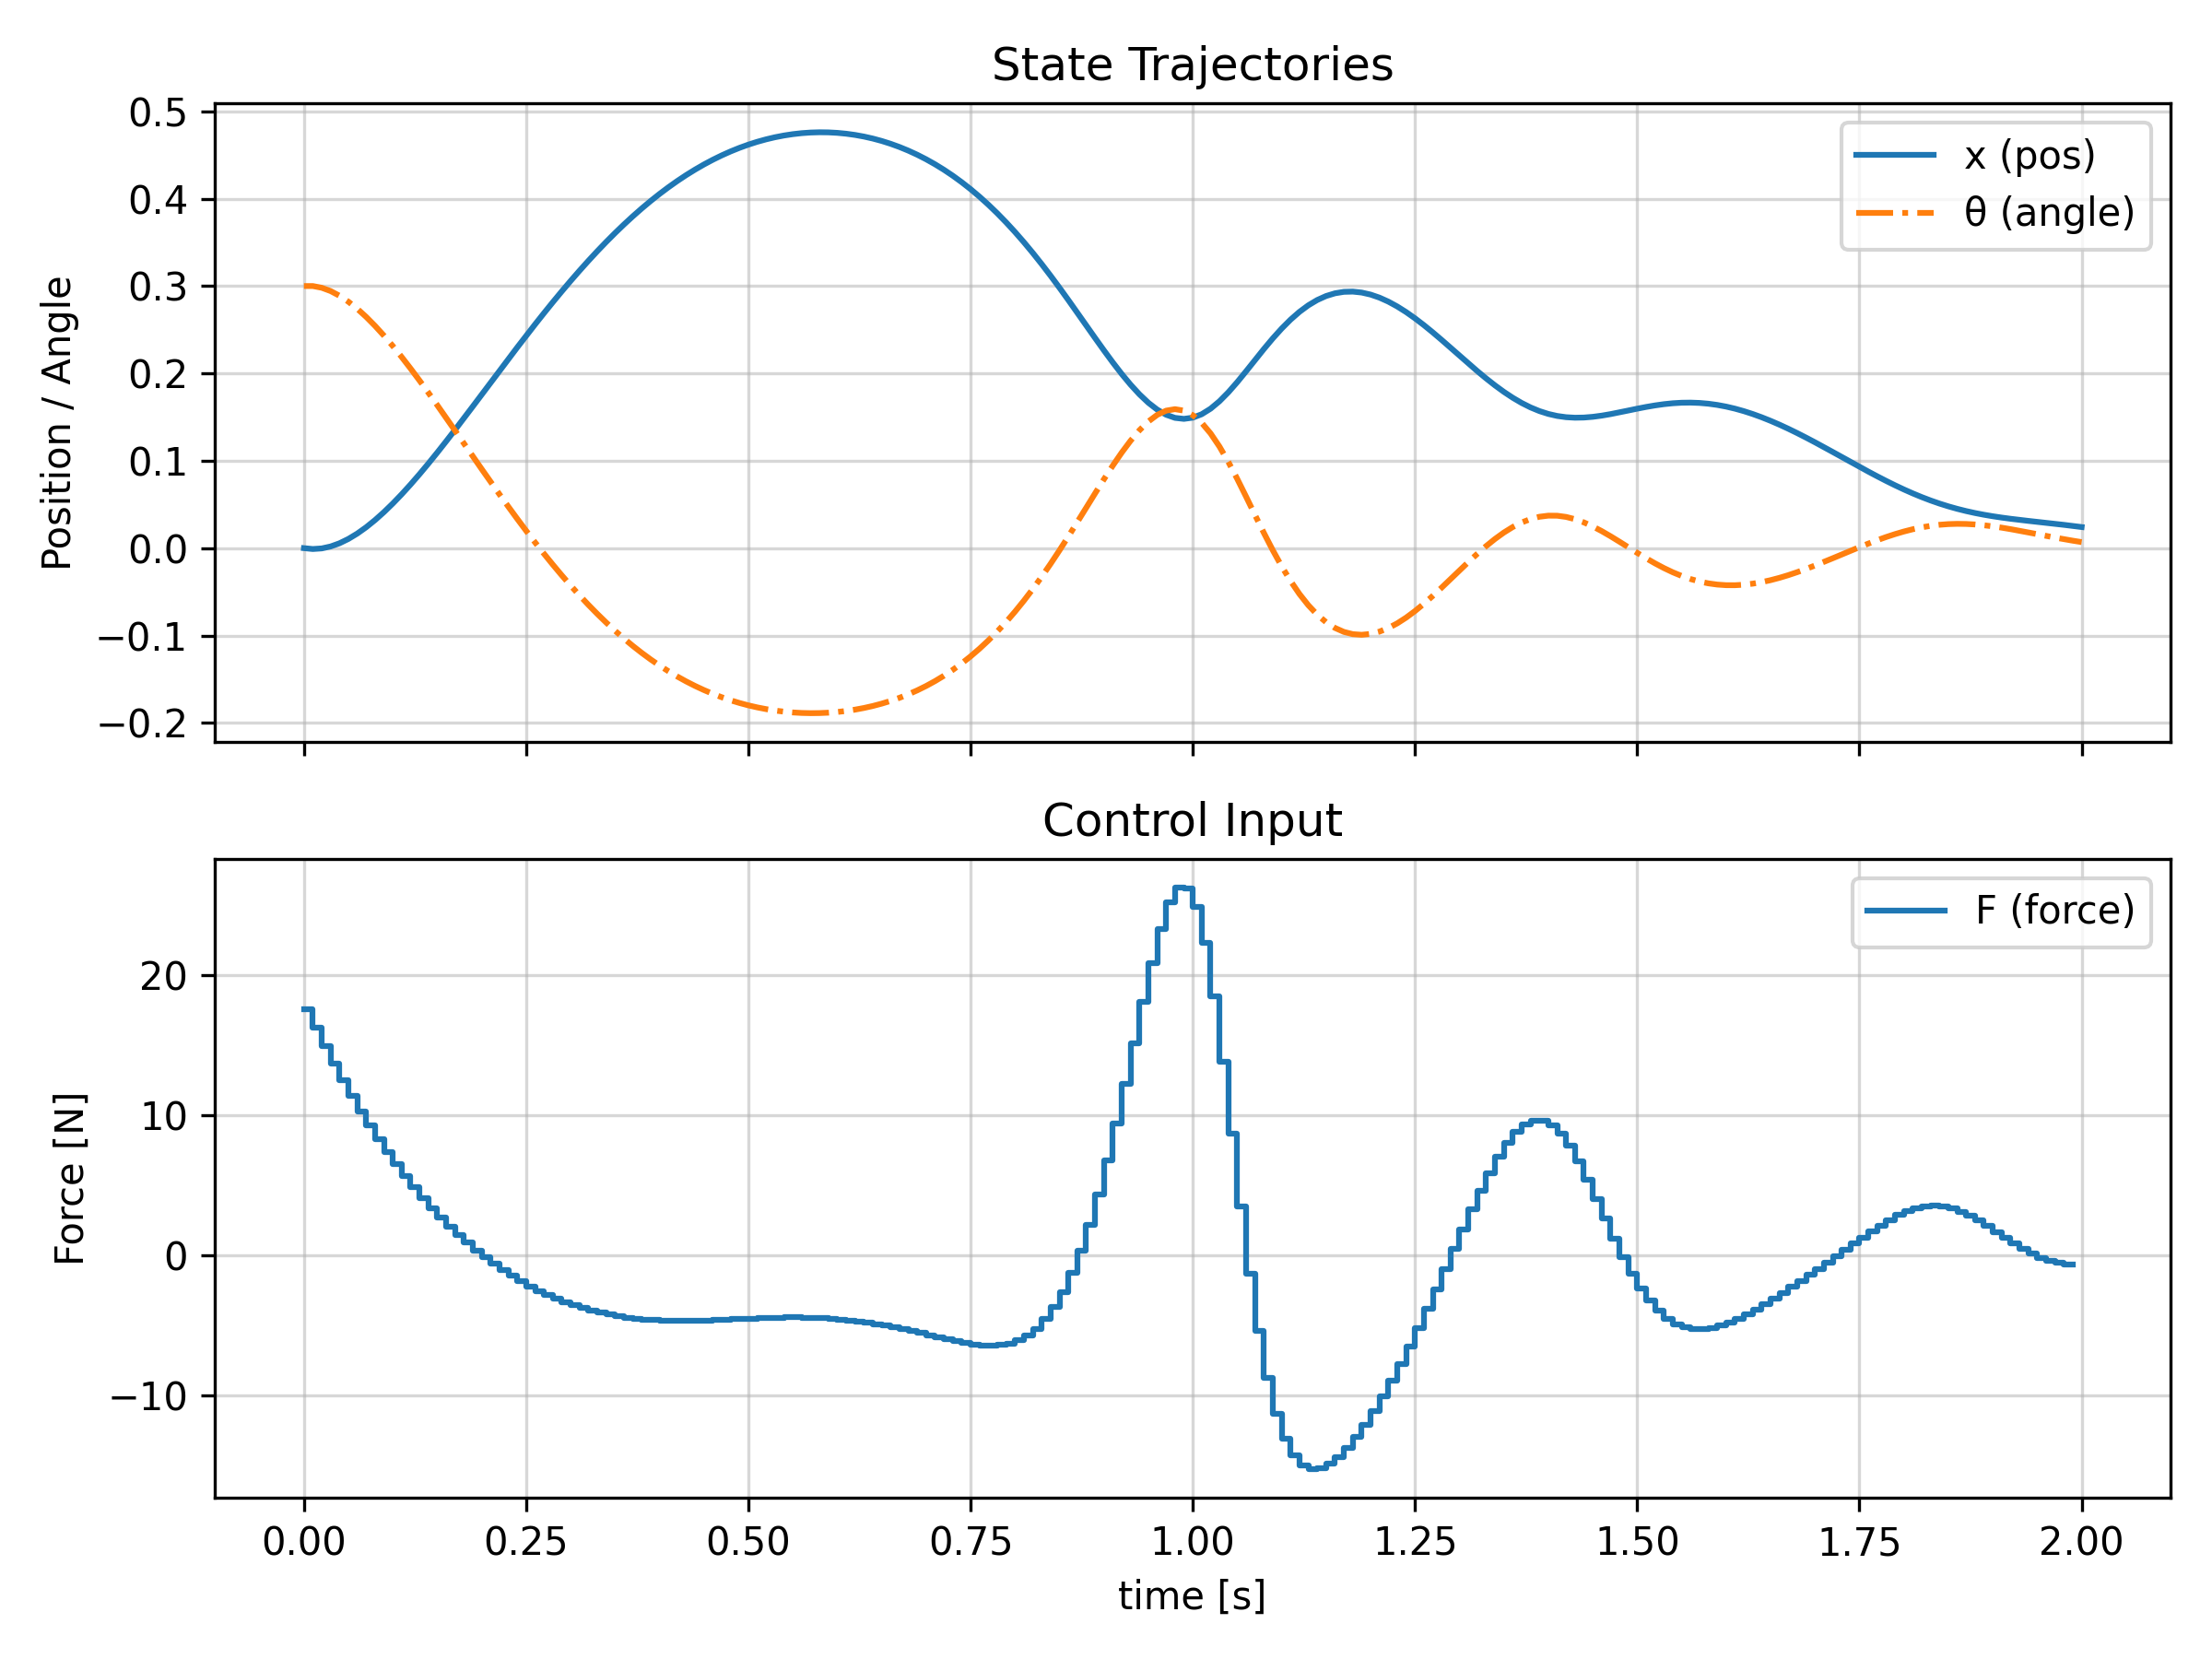 State Trajectories
0.5
0.4
0.3
0.2
0.1
0.0
−0.1
−0.2
Position / Angle
x (pos)
θ (angle)
Control Input
20
10
0
−10
Force [N]
F (force)
0.00 0.25 0.50 0.75 1.00 1.25 1.50 1.75 2.00
time [s]